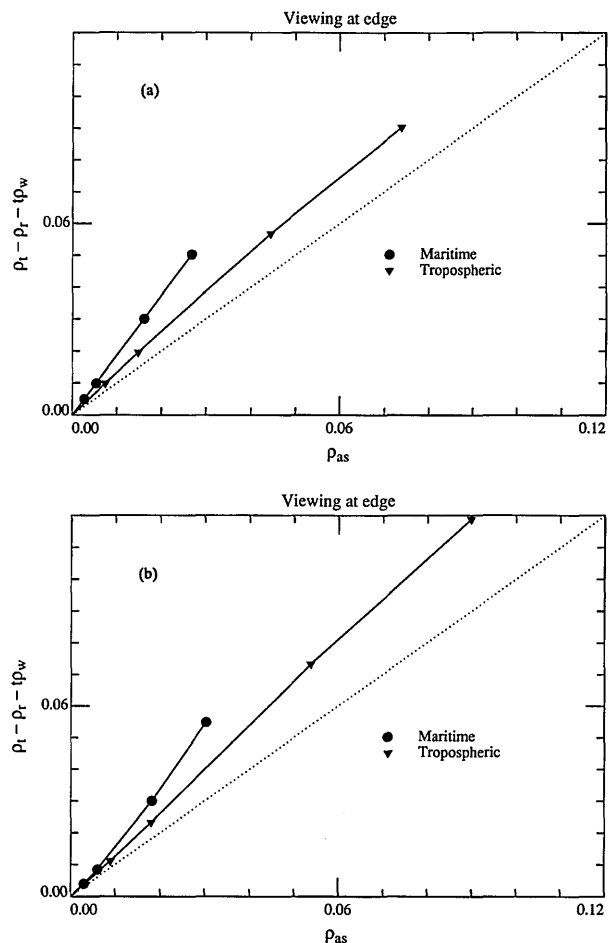 Viewing at edge
(a)
ρt – ρr – tρw
0.06
Maritime
Tropospheric
0.00
0.00 0.06 0.12
ρas
Viewing at edge
(b)
ρt – ρr – tρw
0.06
Maritime
Tropospheric
0.00
0.00 0.06 0.12
ρas